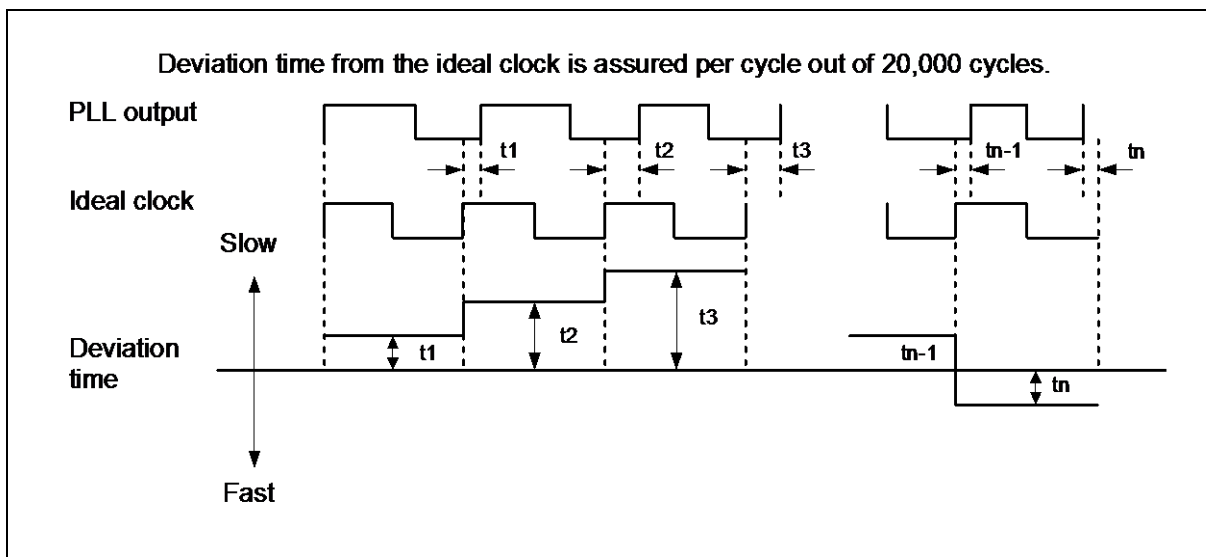 Deviation time from the ideal clock is assured per cycle out of 20,000 cycles.
PLL output
t1
t2
t3
tn-1
tn
Ideal clock
Slow
t1
t2
t3
tn-1
tn
Deviation
time
Fast